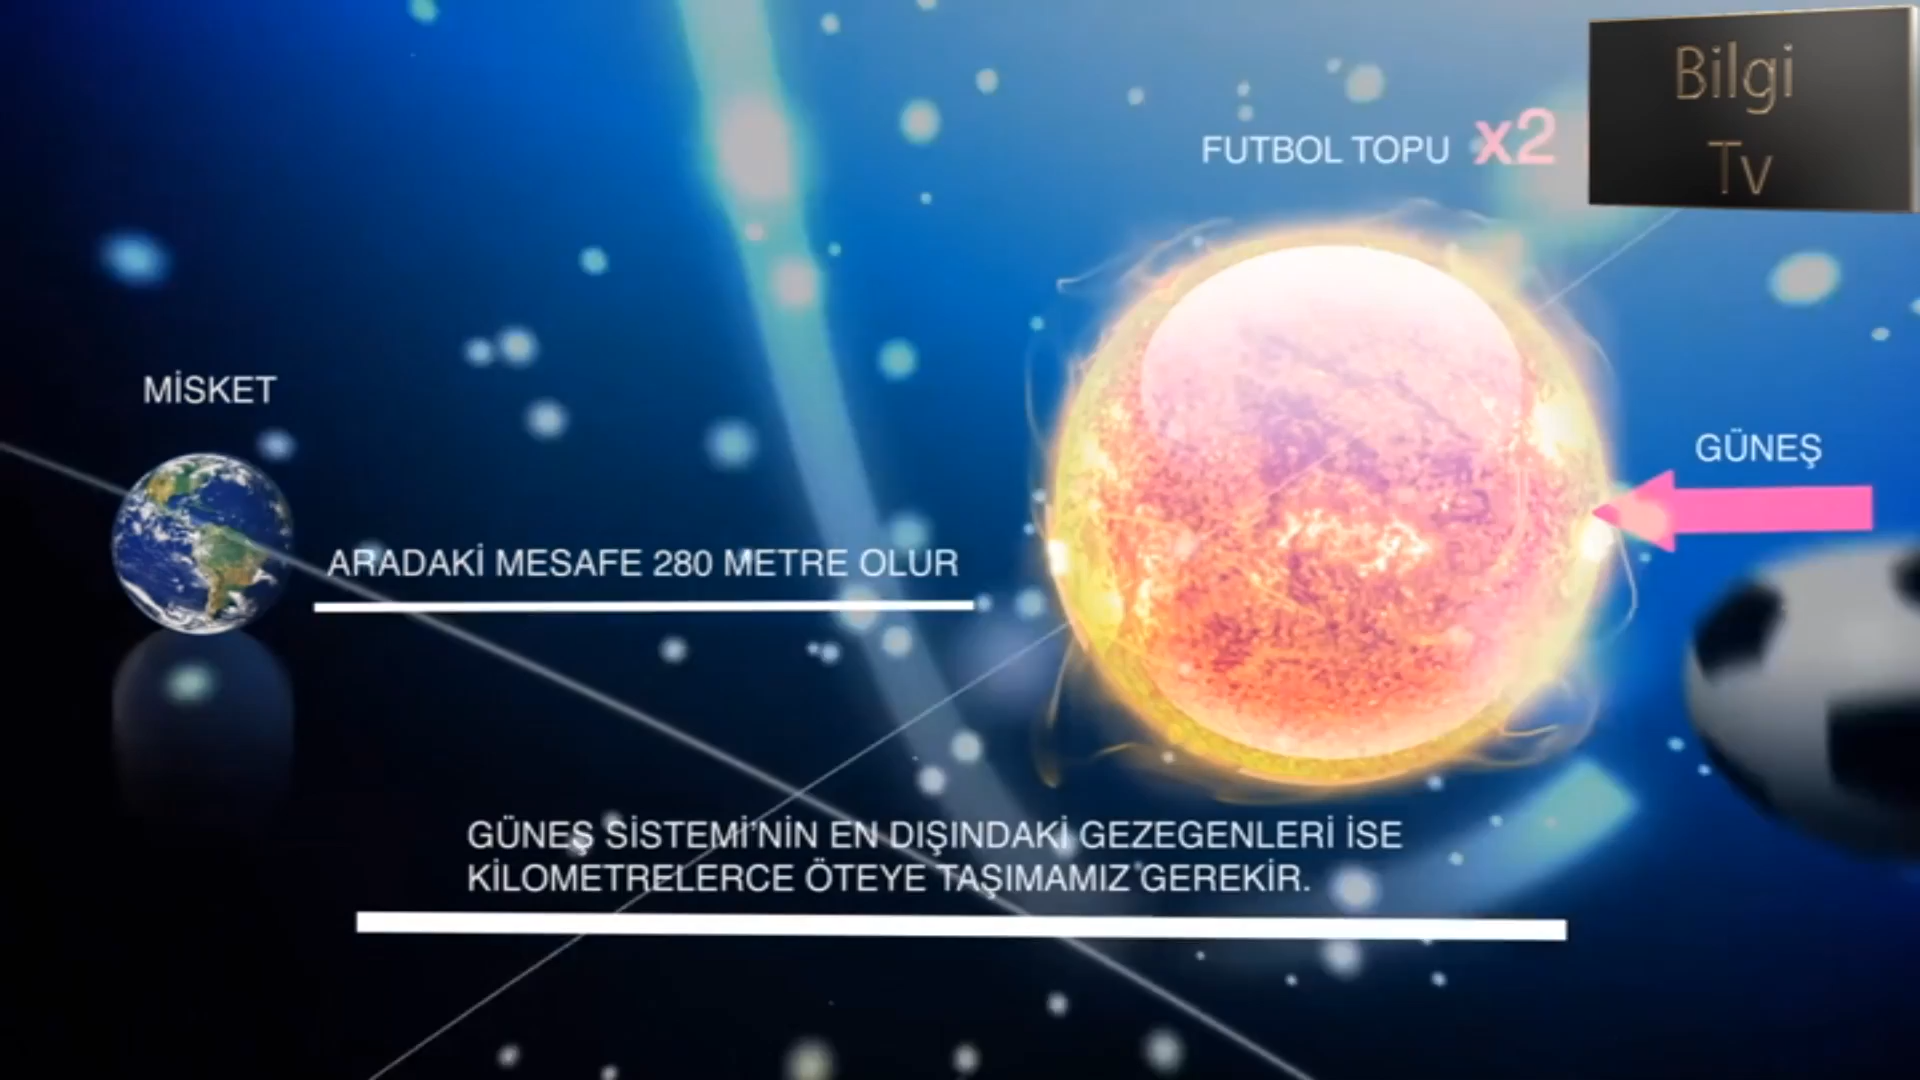 Bilgi
Tv
FUTBOL TOPU x2
MİSKET
GÜNEŞ
ARADAKİ MESAFE 280 METRE OLUR
GÜNEŞ SİSTEMİ'NİN EN DIŞINDAKİ GEZEGENLERİ İSE
KİLOMETRELERCE ÖTEYE TAŞIMAMIZ GEREKİR.